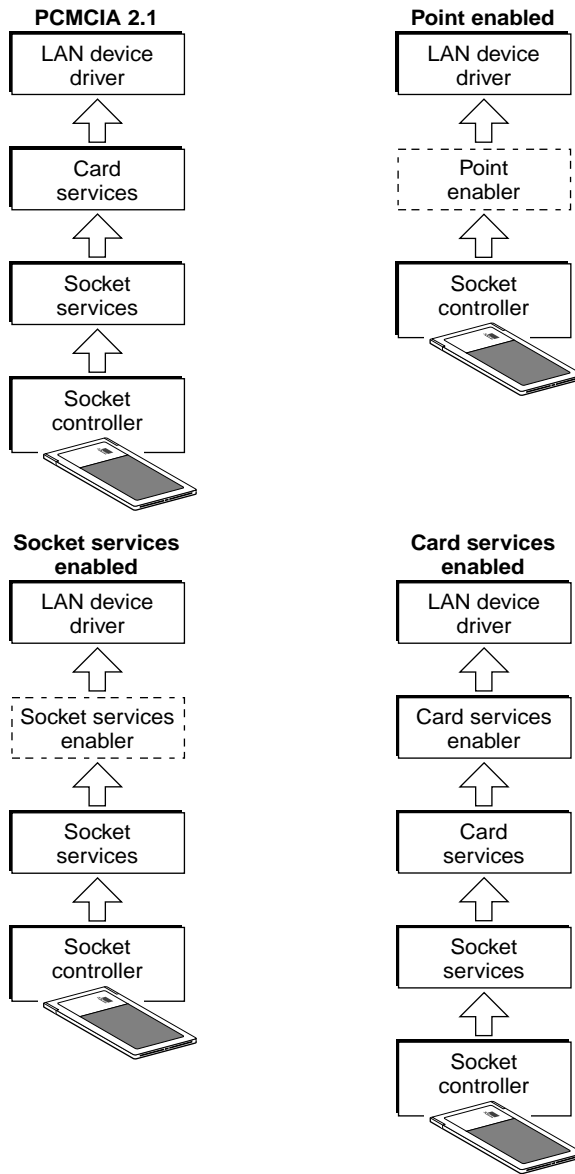 PCMCIA 2.1
LAN device
driver
Card
services
Socket
services
Socket
controller
Point enabled
LAN device
driver
Point
enabler
Socket
controller
Socket services
enabled
LAN device
driver
Socket services
enabler
Socket
services
Socket
controller
Card services
enabled
LAN device
driver
Card services
enabler
Card
services
Socket
services
Socket
controller